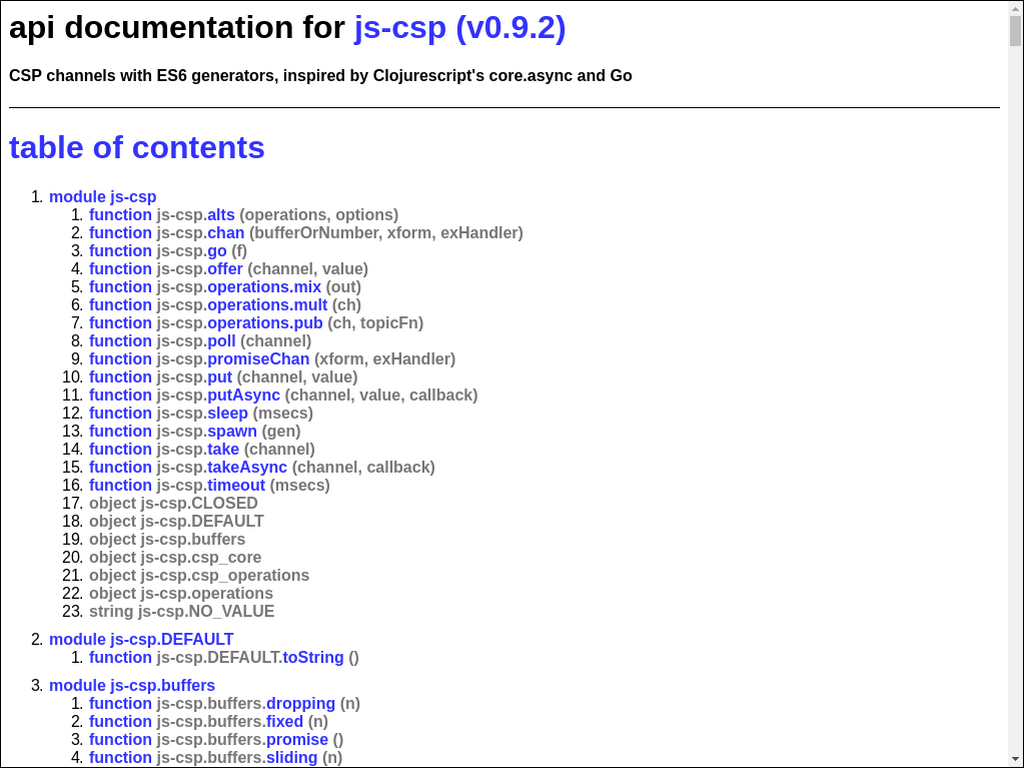 api documentation for js-csp (v0.9.2)
CSP channels with ES6 generators, inspired by Clojurescript's core.async and Go
table of contents
1. module js-csp
1. function js-csp.alts (operations, options)
2. function js-csp.chan (bufferOrNumber, xform, exHandler)
3. function js-csp.go (f)
4. function js-csp.offer (channel, value)
5. function js-csp.operations.mix (out)
6. function js-csp.operations.mult (ch)
7. function js-csp.operations.pub (ch, topicFn)
8. function js-csp.poll (channel)
9. function js-csp.promiseChan (xform, exHandler)
10. function js-csp.put (channel, value)
11. function js-csp.putAsync (channel, value, callback)
12. function js-csp.sleep (msecs)
13. function js-csp.spawn (gen)
14. function js-csp.take (channel)
15. function js-csp.takeAsync (channel, callback)
16. function js-csp.timeout (msecs)
17. object js-csp.CLOSED
18. object js-csp.DEFAULT
19. object js-csp.buffers
20. object js-csp.csp_core
21. object js-csp.csp_operations
22. object js-csp.operations
23. string js-csp.NO_VALUE
2. module js-csp.DEFAULT
1. function js-csp.DEFAULT.toString ()
3. module js-csp.buffers
1. function js-csp.buffers.dropping (n)
2. function js-csp.buffers.fixed (n)
3. function js-csp.buffers.promise ()
4. function js-csp.buffers.sliding (n)